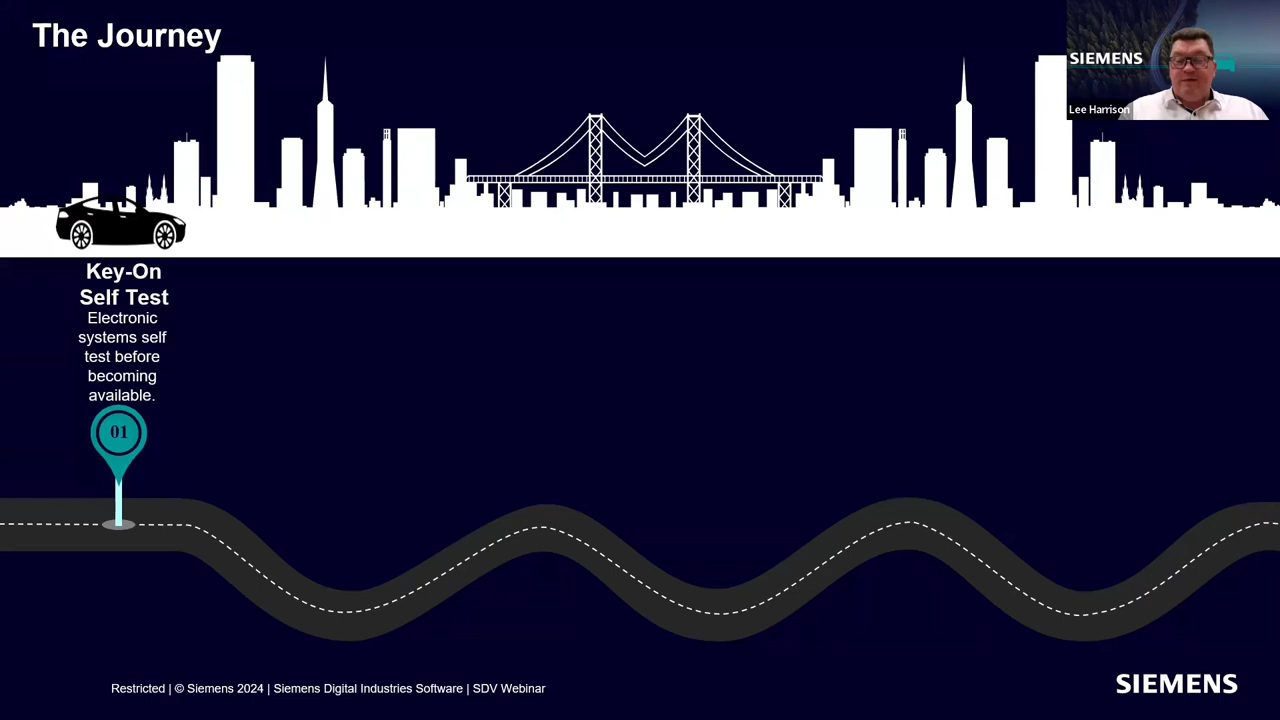 The Journey
SIEMENS
Lee Harrison
Key-On
Self Test
Electronic
systems self
test before
becoming
available.
01
Restricted | © Siemens 2024 | Siemens Digital Industries Software | SDV Webinar
SIEMENS